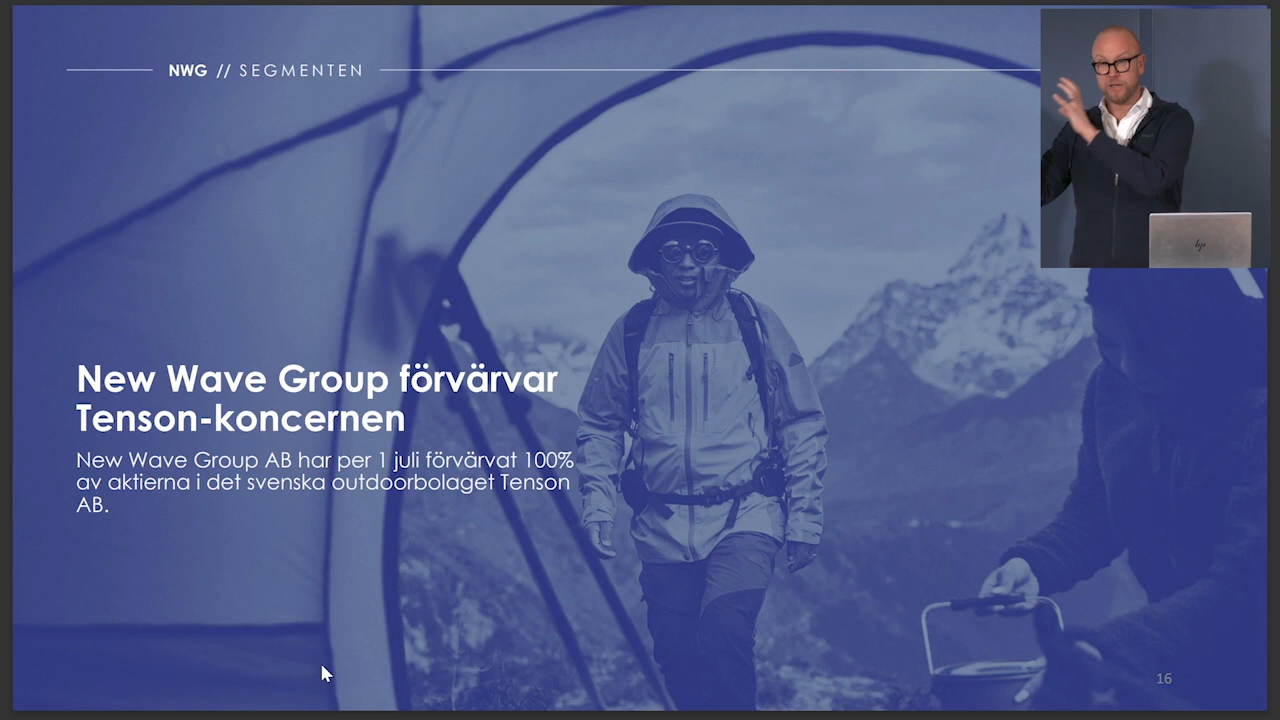 NWG // SEGMENTEN
New Wave Group förvärvar
Tenson-koncernen
New Wave Group AB har per 1 juli förvärvat 100%
av aktierna i det svenska outdoorbolaget Tenson
AB.
hp
16